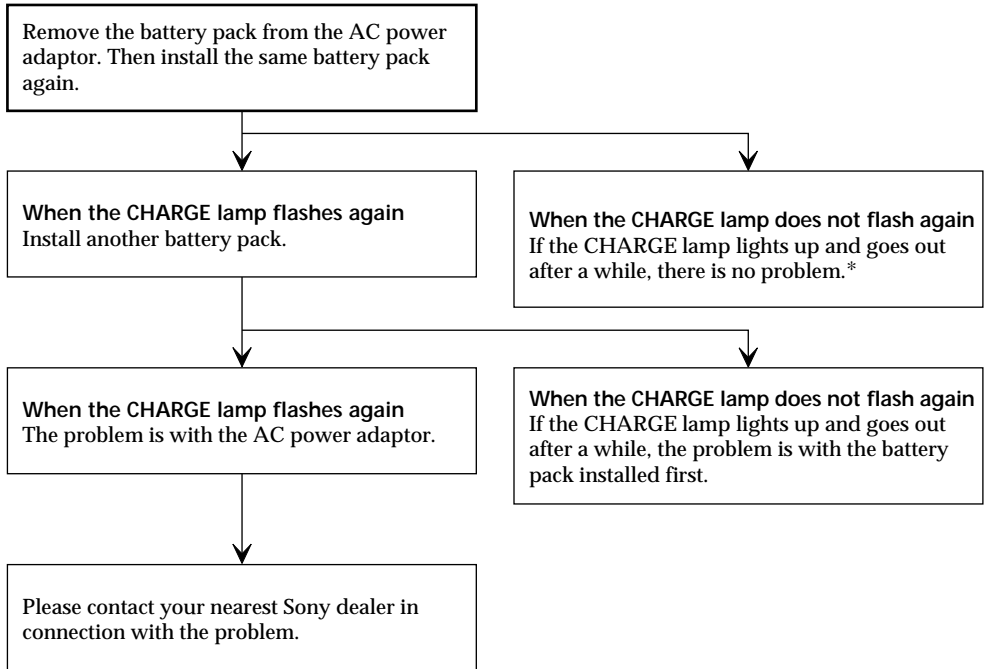 Remove the battery pack from the AC power
adaptor. Then install the same battery pack
again.
When the CHARGE lamp flashes again
Install another battery pack.
When the CHARGE lamp does not flash again
If the CHARGE lamp lights up and goes out
after a while, there is no problem.*
When the CHARGE lamp flashes again
The problem is with the AC power adaptor.
When the CHARGE lamp does not flash again
If the CHARGE lamp lights up and goes out
after a while, the problem is with the battery
pack installed first.
Please contact your nearest Sony dealer in
connection with the problem.